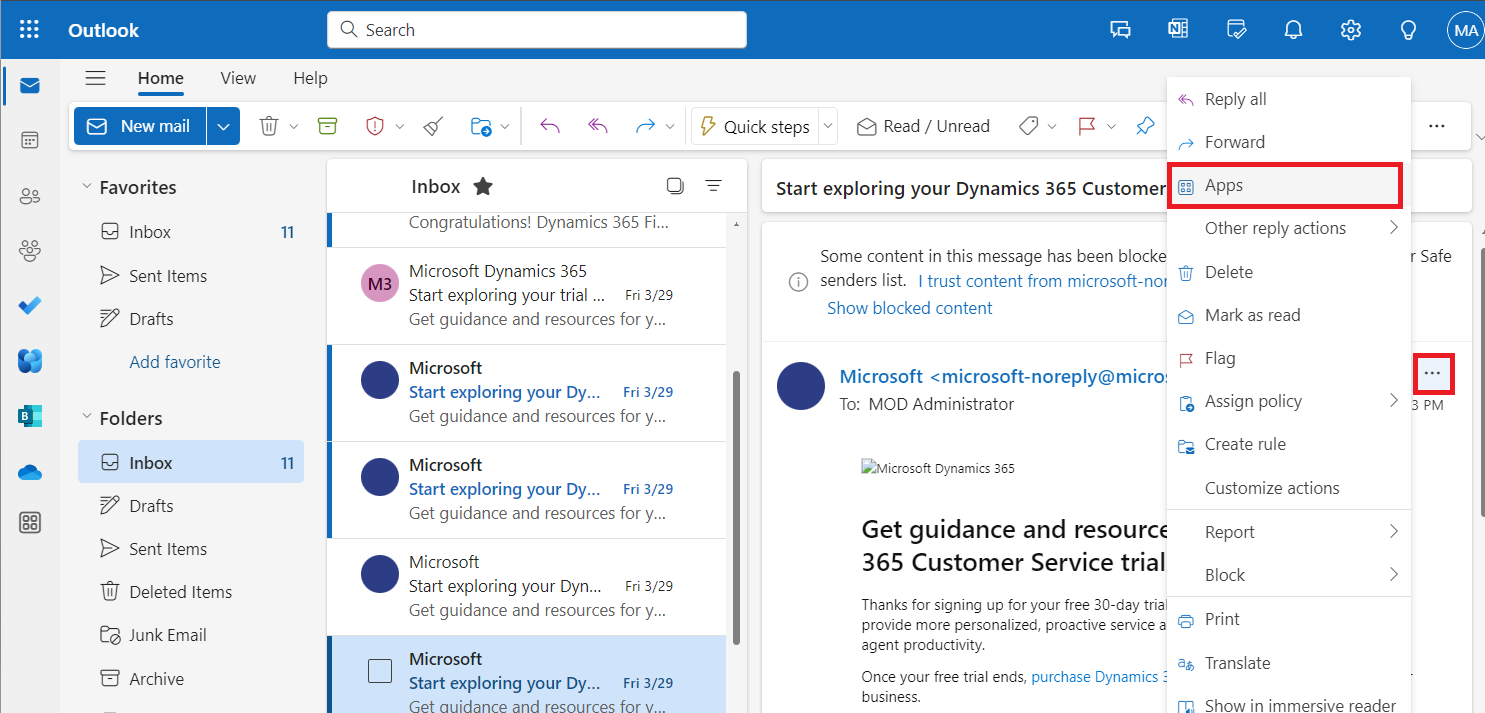 Outlook
Search
MA
Home
View
Help
New mail
Quick steps
Read / Unread
Favorites
Inbox 11
Sent Items
Drafts
Add favorite
Folders
Inbox 11
Drafts
Sent Items
Deleted Items
Junk Email
Archive
Inbox
Congratulations! Dynamics 365 Fi...
M3
Microsoft Dynamics 365
Start exploring your trial ... Fri 3/29
Get guidance and resources for y...
Microsoft
Start exploring your Dy... Fri 3/29
Get guidance and resources for y...
Microsoft
Start exploring your Dy... Fri 3/29
Get guidance and resources for y...
Microsoft
Start exploring your Dyn... Fri 3/29
Get guidance and resources for y...
Microsoft
Start exploring your Dy... Fri 3/29
Get guidance and resources for y...
Start exploring your Dynamics 365 Customer
Some content in this message has been blocke r Safe
senders list. I trust content from microsoft-nor
Show blocked content
Microsoft <microsoft-noreply@micros
To: MOD Administrator
3 PM
Microsoft Dynamics 365
Get guidance and resource
365 Customer Service trial
Thanks for signing up for your free 30-day trial
provide more personalized, proactive service a
agent productivity.
Once your free trial ends, purchase Dynamics 3
business.
Reply all
Forward
Apps
Other reply actions
Delete
Mark as read
Flag
Assign policy
Create rule
Customize actions
Report
Block
Print
Translate
Show in immersive reader